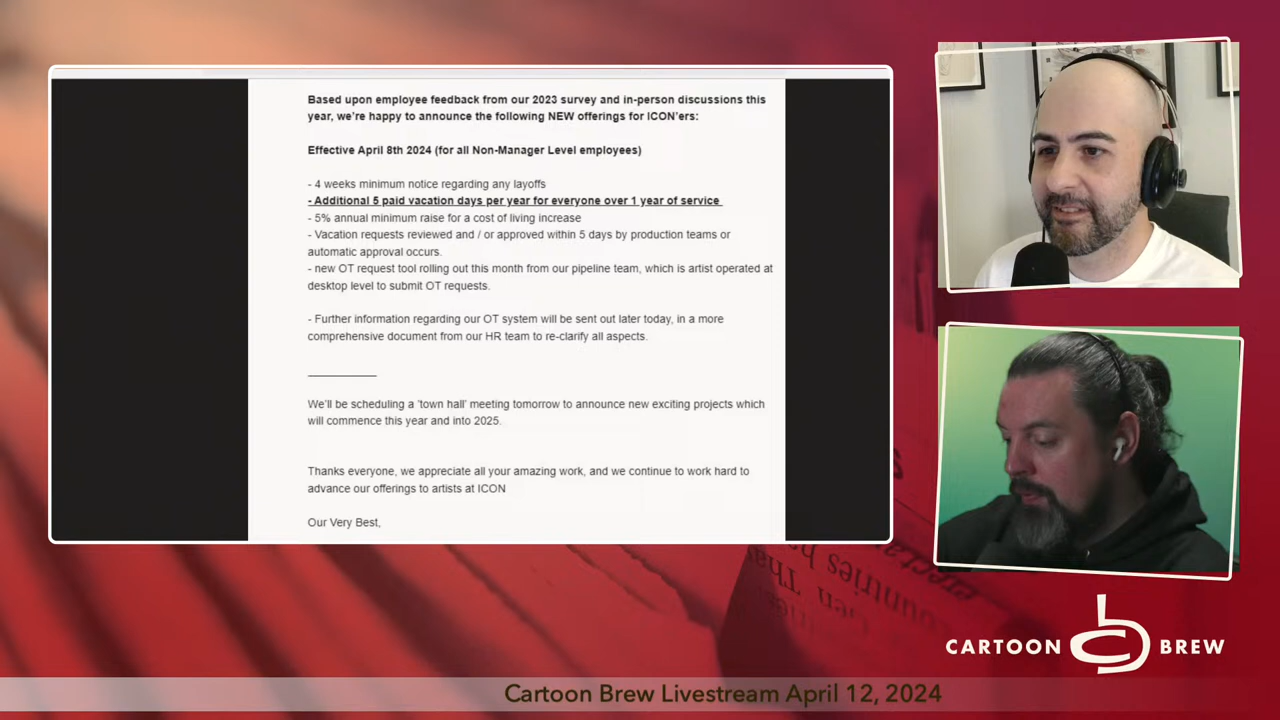 Based upon employee feedback from our 2023 survey and in-person discussions this
year, we're happy to announce the following NEW offerings for ICON'ers:
Effective April 8th 2024 (for all Non-Manager Level employees)
- 4 weeks minimum notice regarding any layoffs
- Additional 5 paid vacation days per year for everyone over 1 year of service
- 5% annual minimum raise for a cost of living increase
- Vacation requests reviewed and / or approved within 5 days by production teams or
automatic approval occurs.
- new OT request tool rolling out this month from our pipeline team, which is artist operated at
desktop level to submit OT requests.
- Further information regarding our OT system will be sent out later today, in a more
comprehensive document from our HR team to re-clarify all aspects.
We'll be scheduling a 'town hall' meeting tomorrow to announce new exciting projects which
will commence this year and into 2025.
Thanks everyone, we appreciate all your amazing work, and we continue to work hard to
advance our offerings to artists at ICON
Our Very Best,
CARTOON BREW
Cartoon Brew Livestream April 12, 2024